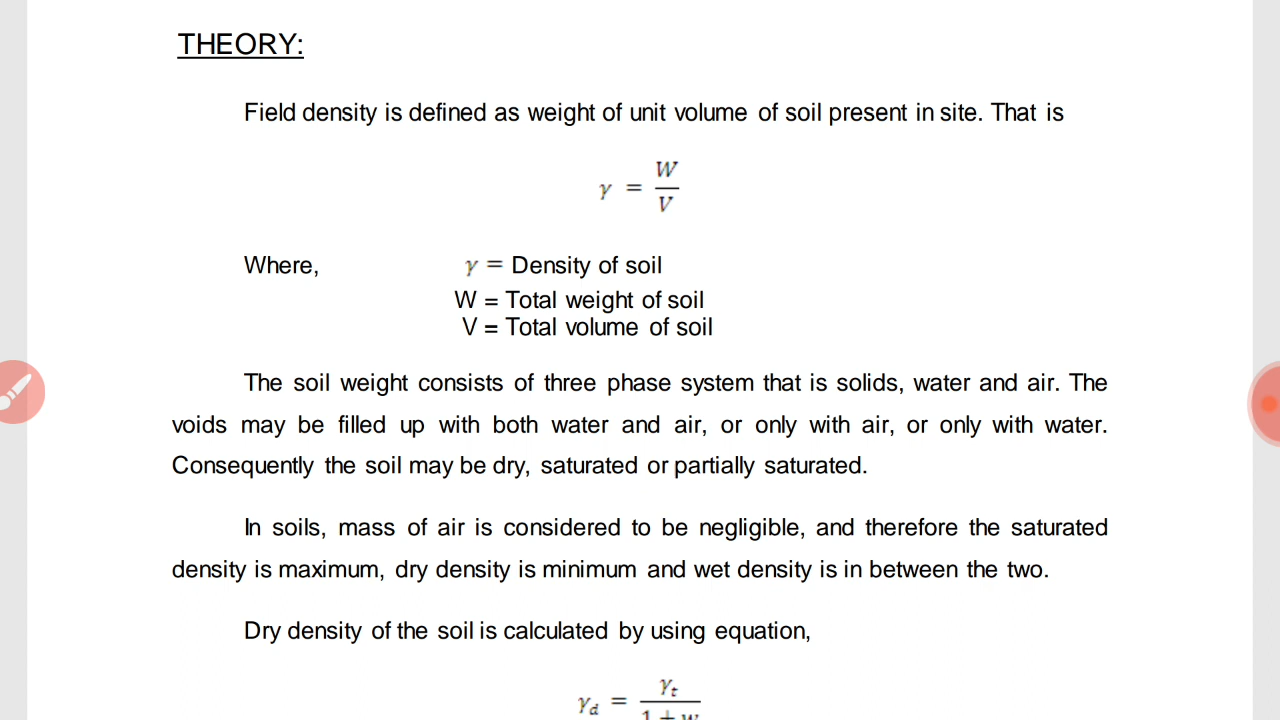 THEORY:
Field density is defined as weight of unit volume of soil present in site. That is
γ = W/V
Where, γ = Density of soil
W = Total weight of soil
V = Total volume of soil
The soil weight consists of three phase system that is solids, water and air. The
voids may be filled up with both water and air, or only with air, or only with water.
Consequently the soil may be dry, saturated or partially saturated.
In soils, mass of air is considered to be negligible, and therefore the saturated
density is maximum, dry density is minimum and wet density is in between the two.
Dry density of the soil is calculated by using equation,
γd = γt/1 + w